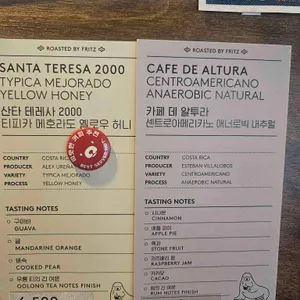 ROASTED BY FRITZ
SANTA TERESA 2000
TYPICA MEJORADO
YELLOW HONEY
산타 테레사 2000
티피카 메호라도 옐로우 허니
COUNTRY COSTA RICA
PRODUCER
VARIETY TYPICA MEJORADO
PROCESS YELLOW HONEY
TASTING NOTES
구아바
GUAVA
귤
MANDARINE ORANGE
COOKED PEAR
우롱 티의 긴 여운
OOLONG TEA NOTES FINISH
ROASTED BY FRITZ
CAFE DE ALTURA
CENTROAMERICANO
ANAEROBIC NATURAL
카페 데 알투라
센트로아메리카노 애너로빅 내추럴
COUNTRY COSTA RICA
PRODUCER ESTEBAN VILLALOBOS
VARIETY CENTROAMERICANO
PROCESS ANAEROBIC NATURAL
TASTING NOTES
시나몬
CINNAMON
애플 파이
APPLE PIE
핵과
STONE FRUIT
라즈베리 잼
RASPBERRY JAM
카카오
CACAO
럼의 긴 여운
RUM NOTES FINISH